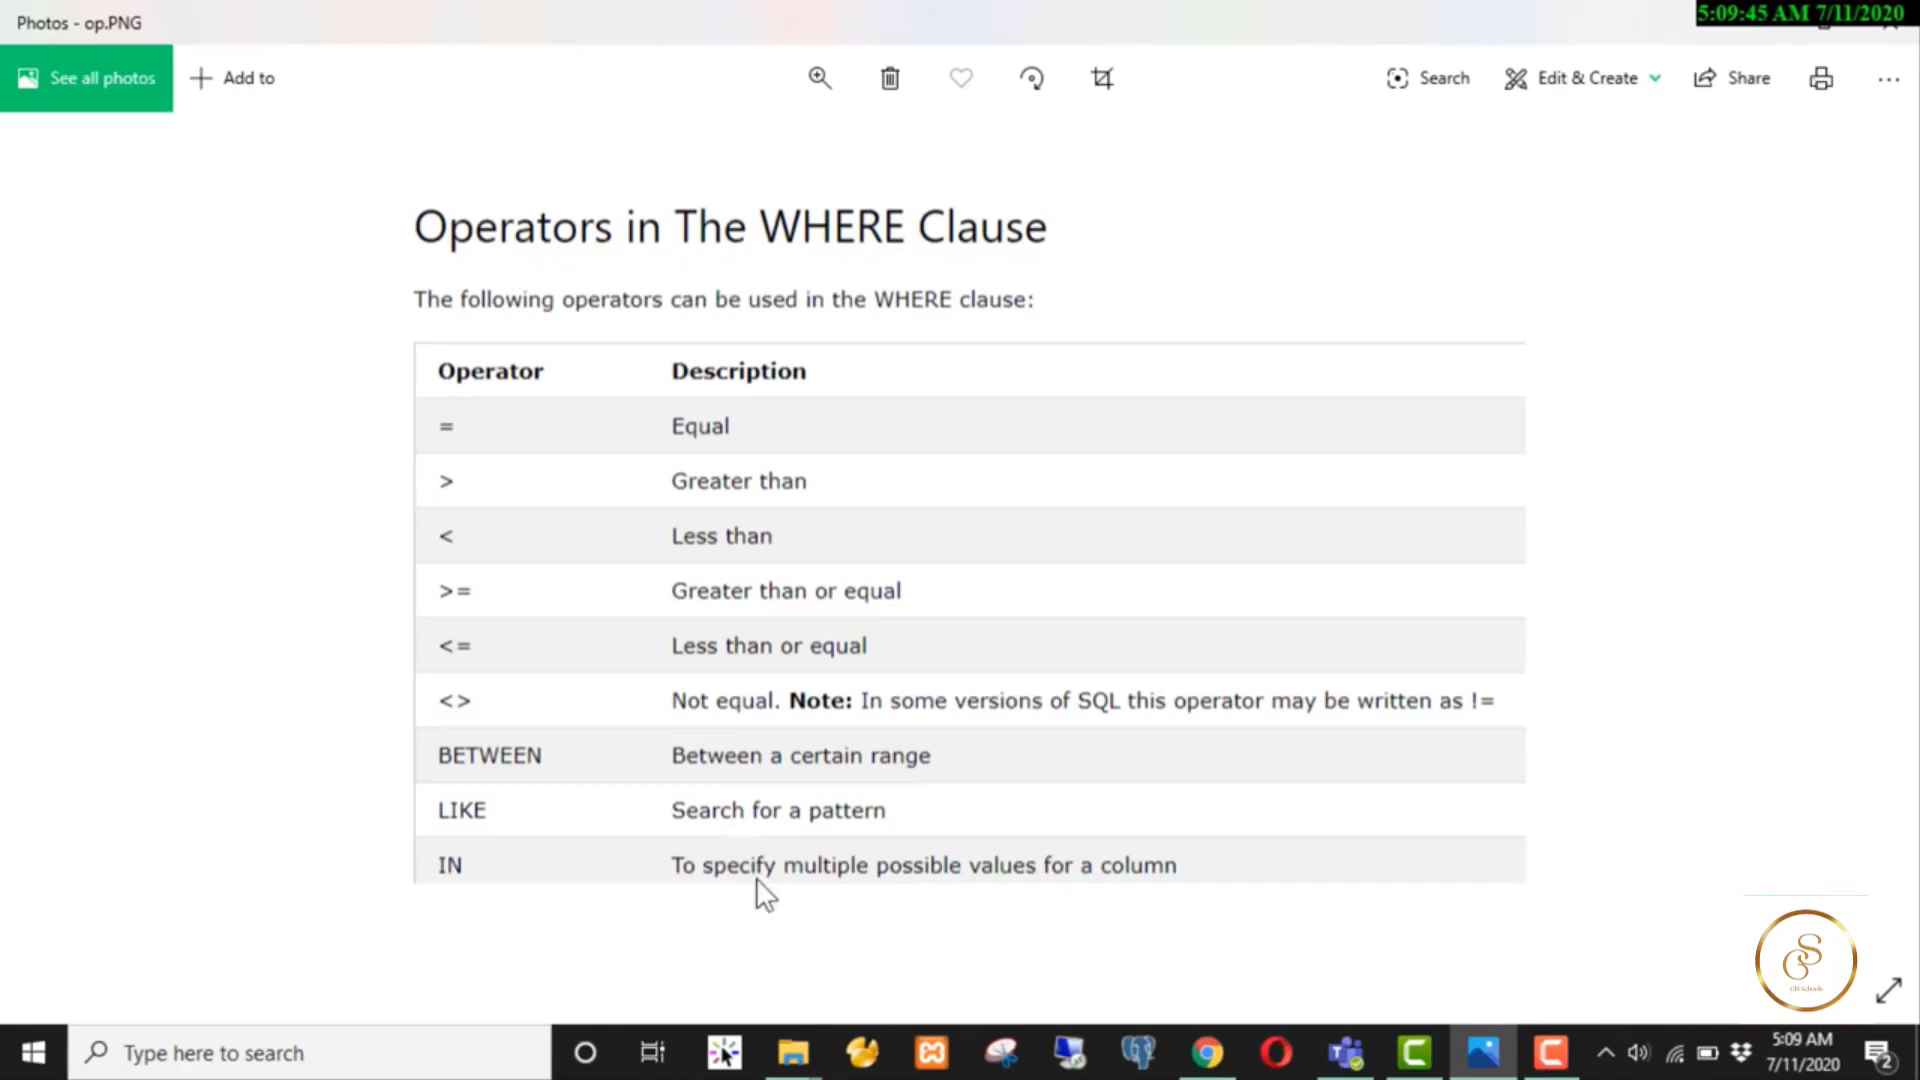 Photos - op.PNG
5:09:45 AM 7/11/2020
See all photos
Add to
Search
Edit & Create
Share
Operators in The WHERE Clause
The following operators can be used in the WHERE clause:
Operator Description
= Equal
> Greater than
< Less than
>= Greater than or equal
<= Less than or equal
<> Not equal. Note: In some versions of SQL this operator may be written as !=
BETWEEN Between a certain range
LIKE Search for a pattern
IN To specify multiple possible values for a column
GIS Schools
Type here to search
5:09 AM
7/11/2020
2